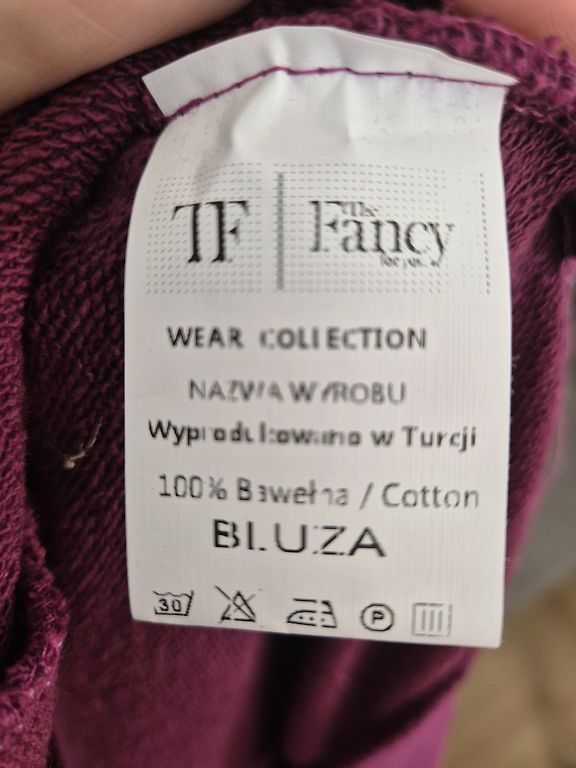 TF The Fancy
for you
WEAR COLLECTION
NAZWA WYROBU
Wyprodukowano w Turcji
100% Bawełna / Cotton
BLUZA
30 P